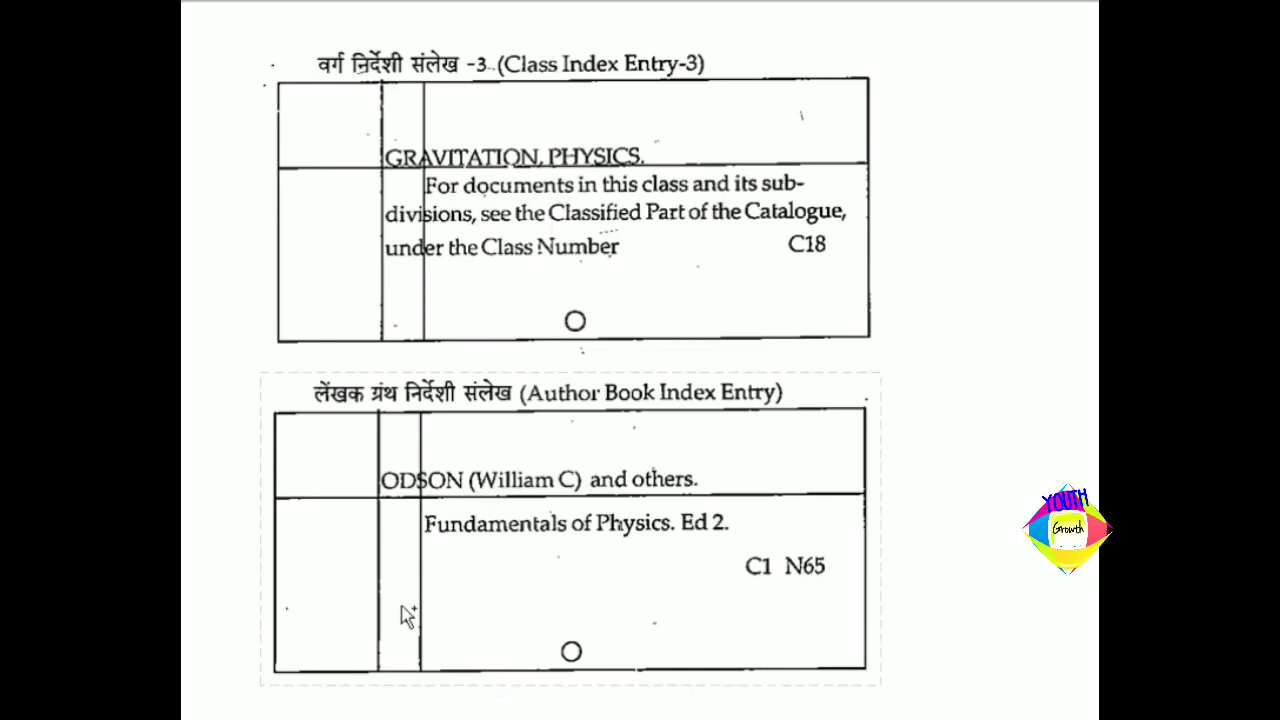 वर्ग निर्देशी संलेख -3 (Class Index Entry-3)
GRAVITATION, PHYSICS.
For documents in this class and its sub-
divisions, see the Classified Part of the Catalogue,
under the Class Number C18
लेंखक ग्रंथ निर्देशी संलेख (Author Book Index Entry)
ODSON (William C) and others.
Fundamentals of Physics. Ed 2.
C1 N65
YOUTH
Growth